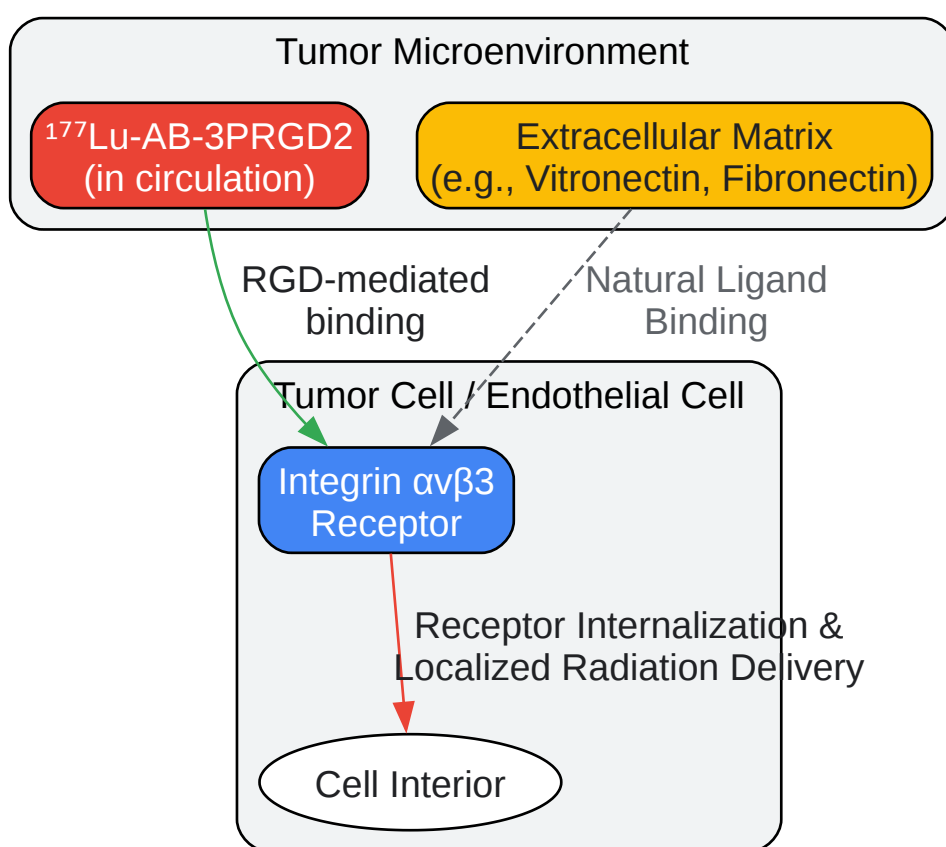 Tumor Microenvironment
¹⁷⁷Lu-AB-3PRGD2
(in circulation)
Extracellular Matrix
(e.g., Vitronectin, Fibronectin)
RGD-mediated
binding
Natural Ligand
Binding
Tumor Cell / Endothelial Cell
Integrin αvβ3
Receptor
Receptor Internalization &
Localized Radiation Delivery
Cell Interior